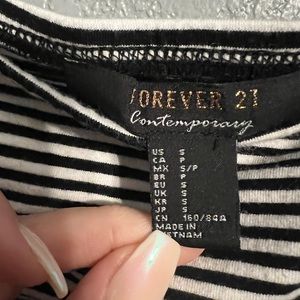 FOREVER 21
Contemporary
US S
CA P
MX S/P
BR P
EU S
UK S
KR S
JP S
CN 160/84A
MADE IN
VIETNAM